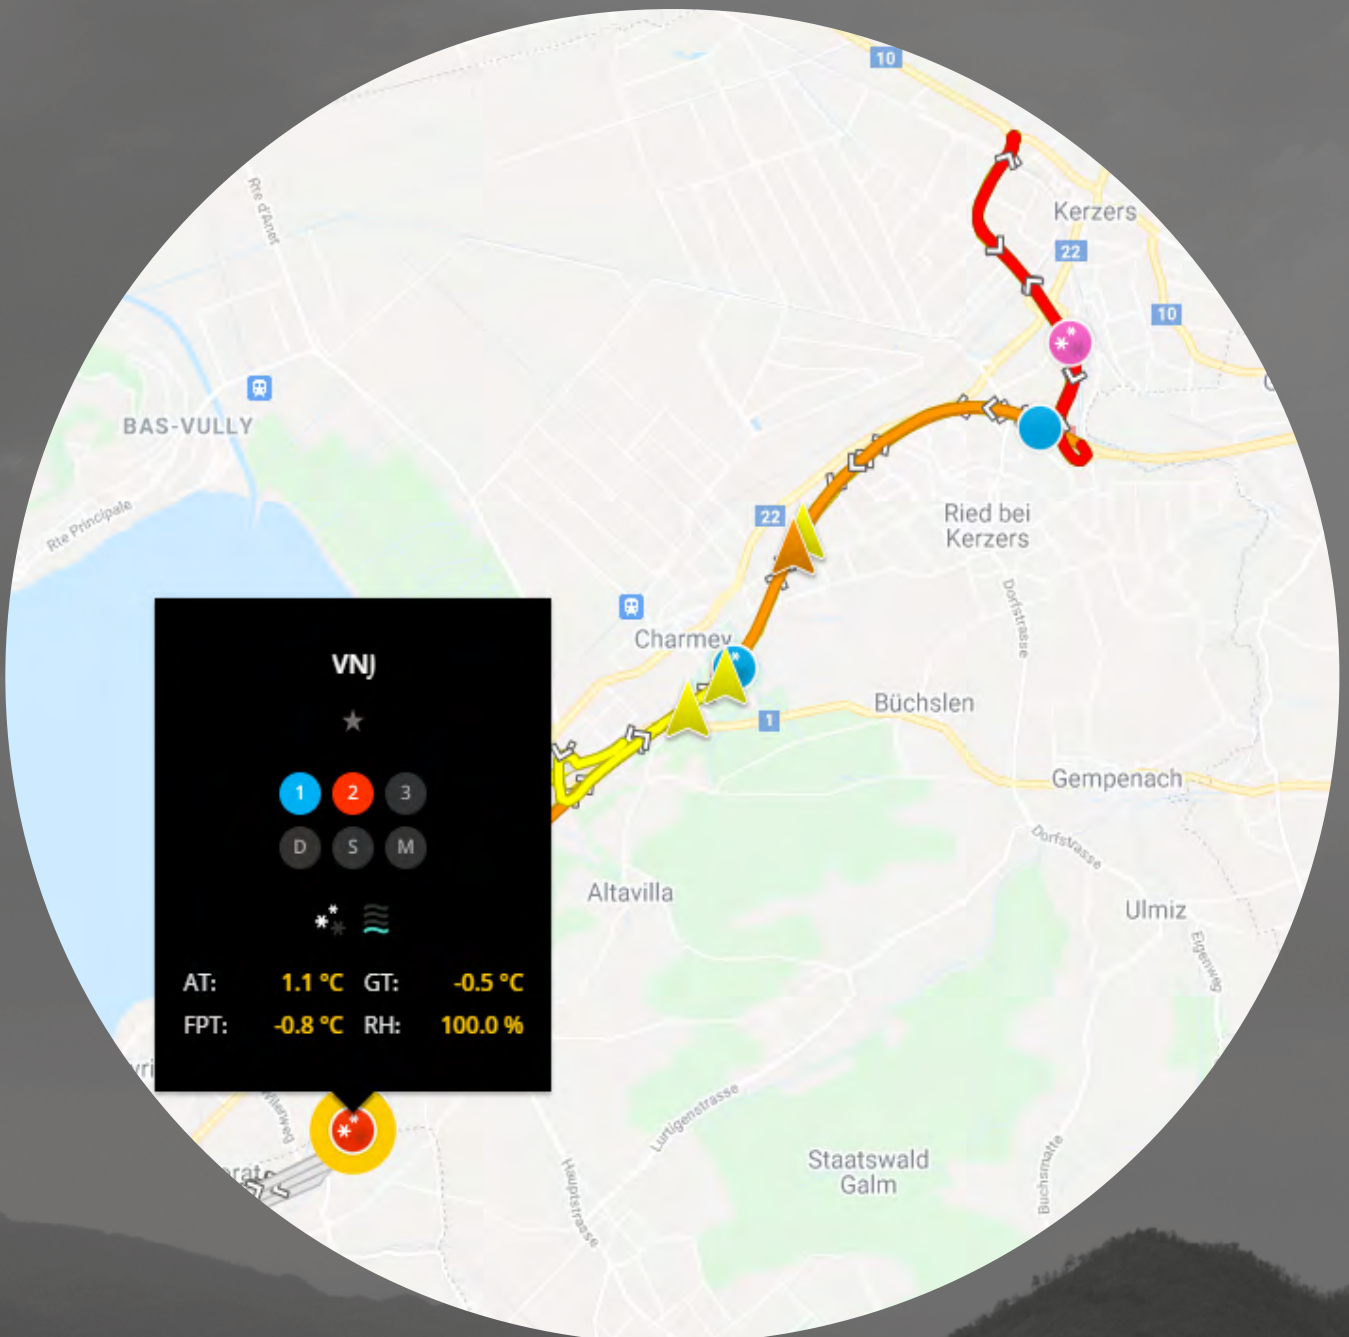 10
Rte d'Anet
Kerzers
22
10
BAS-VULLY
Rte Principale
22
Ried bei
Kerzers
Dorfstrasse
Charmey
VNJ
1
2
3
D
S
M
1
Büchslen
Gempenach
Dorfstrasse
Altavilla
Ulmiz
Eigenweg
AT: 1.1 °C GT: -0.5 °C
FPT: -0.8 °C RH: 100.0 %
Wilerweg
Lurtigenstrasse
Hauptstrasse
Staatswald
Galm
Buchsmatte